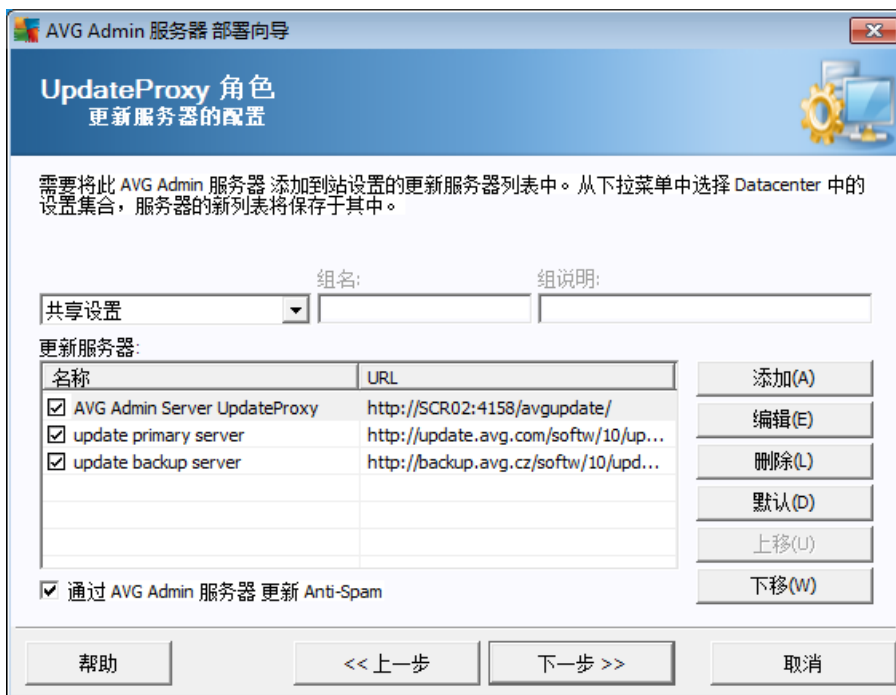 AVG Admin 服务器 部署向导
UpdateProxy 角色
更新服务器的配置
需要将此 AVG Admin 服务器 添加到站设置的更新服务器列表中。从下拉菜单中选择 Datacenter 中的
设置集合，服务器的新列表将保存于其中。
组名: 组说明:
共享设置
更新服务器:
名称 URL
AVG Admin Server UpdateProxy http://SCR02:4158/avgupdate/
update primary server http://update.avg.com/softw/10/up...
update backup server http://backup.avg.cz/softw/10/upd...
添加(A)
编辑(E)
删除(L)
默认(D)
上移(U)
下移(W)
通过 AVG Admin 服务器 更新 Anti-Spam
帮助 << 上一步 下一步 >> 取消